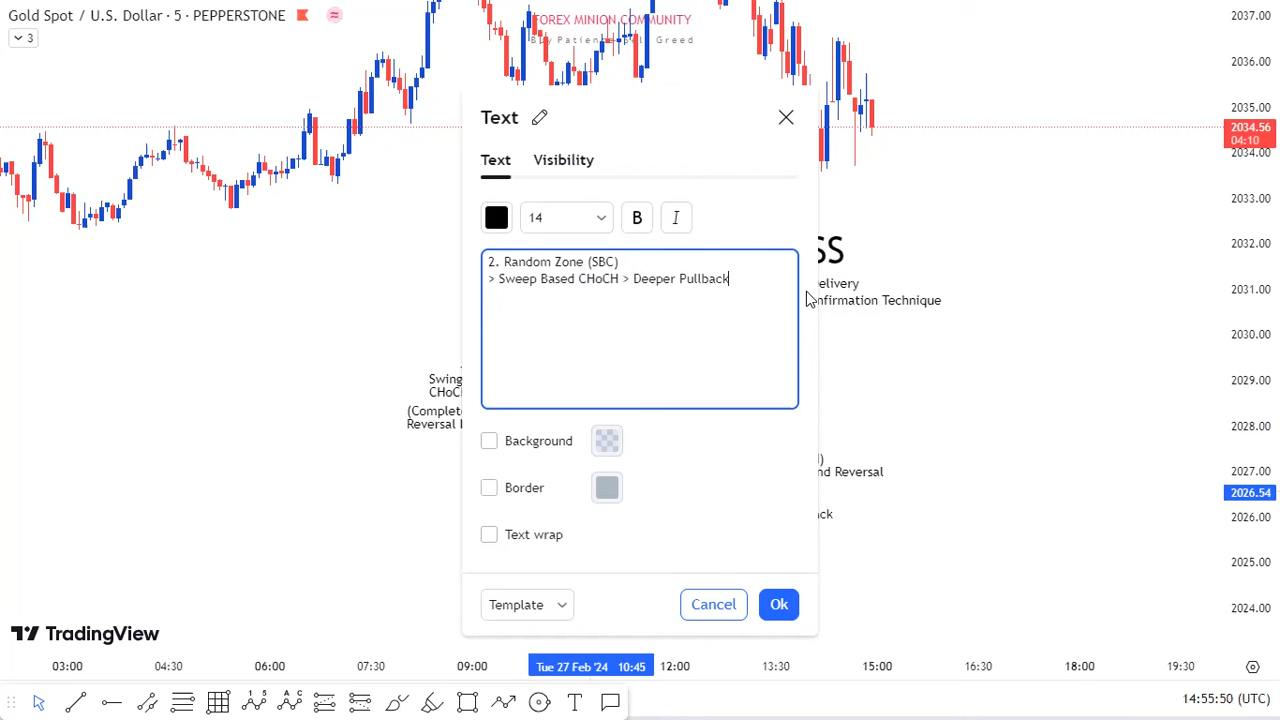 Gold Spot / U.S. Dollar · 5 · PEPPERSTONE
3
FOREX MINION COMMUNITY
Text
Text Visibility
14
B I
2. Random Zone (SBC)
> Sweep Based CHoCH > Deeper Pullback
Swing
(Complet
Reversal
SS
elivery
nfirmation Technique
nd Reversal
ck
Background
Border
Text wrap
Template
Cancel
Ok
2037.00
2036.00
2035.00
2034.56
04:10
2034.00
2033.00
2032.00
2031.00
2030.00
2029.00
2028.00
2027.00
2026.54
2026.00
2025.00
2024.00
TradingView
03:00 04:30 06:00 07:30 09:00 Tue 27 Feb '24 10:45 12:00 13:30 15:00 16:30 18:00 19:30
14:55:50 (UTC)